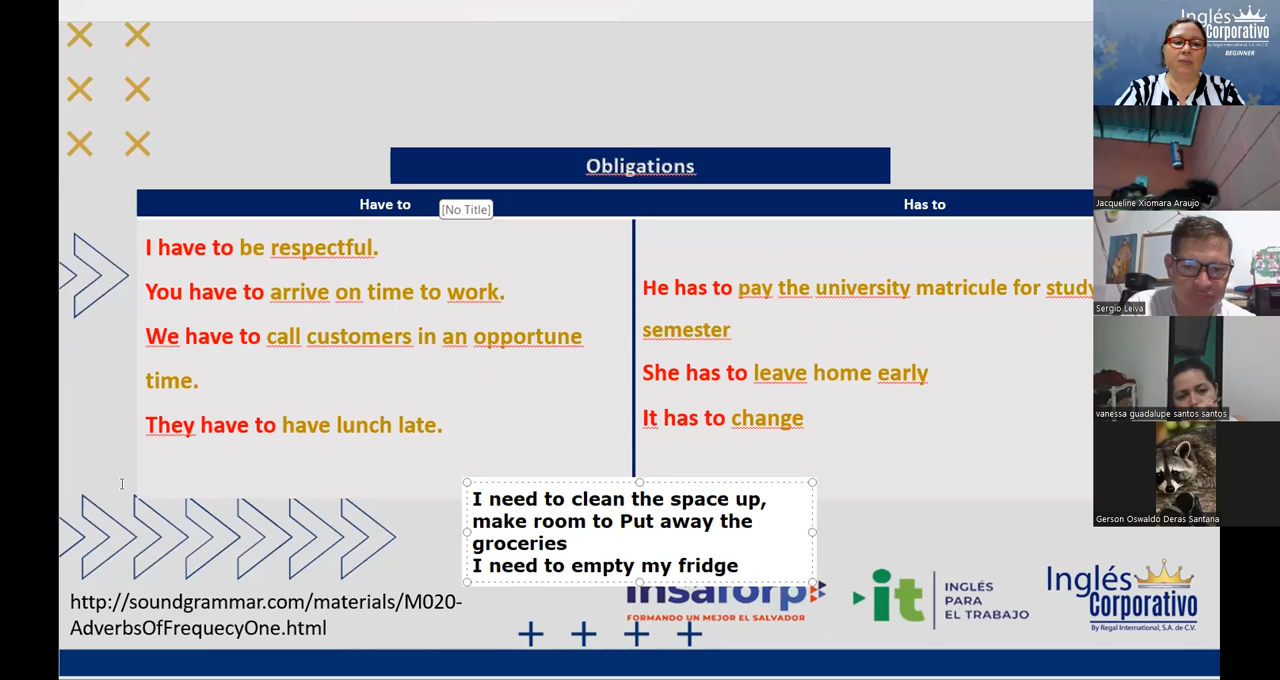 Obligations
Have to
[No Title]
Has to
I have to be respectful.
You have to arrive on time to work.
We have to call customers in an opportune
time.
They have to have lunch late.
He has to pay the university matricule for study
semester
She has to leave home early
It has to change
I need to clean the space up,
make room to Put away the
groceries
I need to empty my fridge
http://soundgrammar.com/materials/M020-
AdverbsOfFrequecyOne.html
insaforp
FORMANDO UN MEJOR EL SALVADOR
it
INGLÉS
PARA
EL TRABAJO
Inglés
Corporativo
By Regal International, S.A. de C.V.
Inglés
Corporativo
By Regal International, S.A. de C.V.
BEGINNER
Jacqueline Xiomara Araujo
Sergio Leiva
vanessa guadalupe santos santos
Gerson Oswaldo Deras Santana